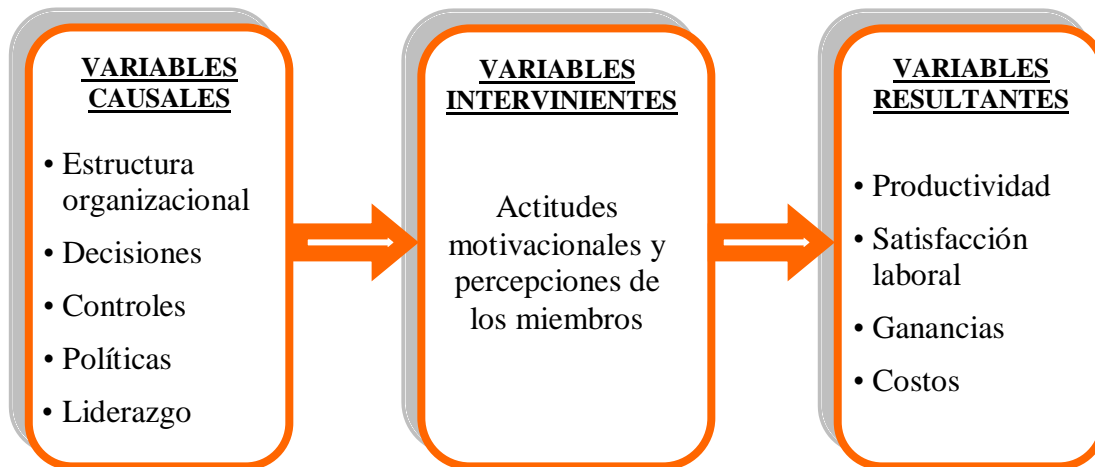 VARIABLES
CAUSALES
• Estructura
organizacional
• Decisiones
• Controles
• Políticas
• Liderazgo
VARIABLES
INTERVINIENTES
Actitudes
motivacionales y
percepciones de
los miembros
VARIABLES
RESULTANTES
• Productividad
• Satisfacción
laboral
• Ganancias
• Costos